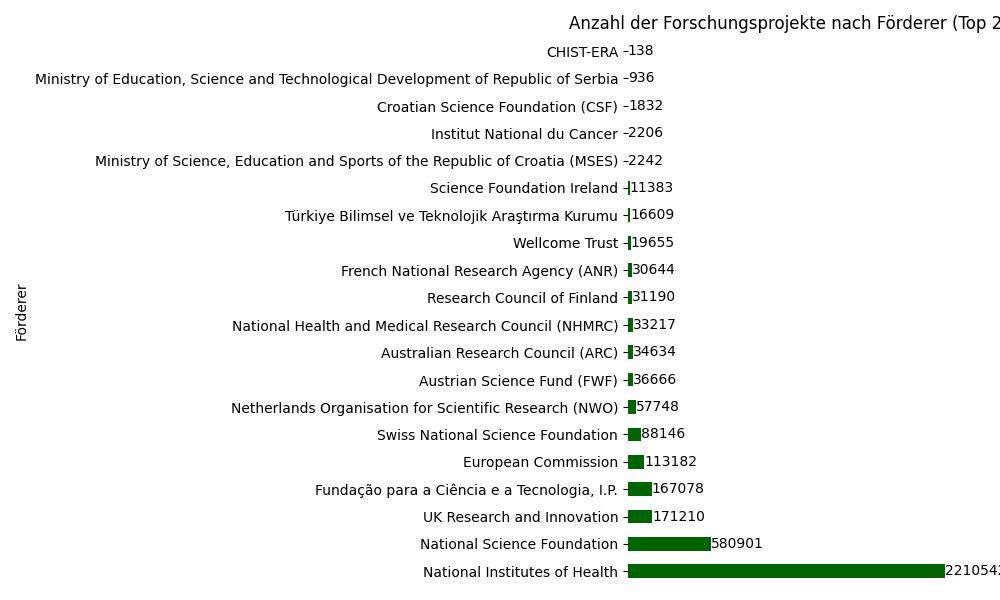 Anzahl der Forschungsprojekte nach Förderer (Top 2
CHIST-ERA 138
Ministry of Education, Science and Technological Development of Republic of Serbia 936
Croatian Science Foundation (CSF) 1832
Institut National du Cancer 2206
Ministry of Science, Education and Sports of the Republic of Croatia (MSES) 2242
Science Foundation Ireland 11383
Türkiye Bilimsel ve Teknolojik Araştırma Kurumu 16609
Wellcome Trust 19655
French National Research Agency (ANR) 30644
Research Council of Finland 31190
National Health and Medical Research Council (NHMRC) 33217
Australian Research Council (ARC) 34634
Austrian Science Fund (FWF) 36666
Netherlands Organisation for Scientific Research (NWO) 57748
Swiss National Science Foundation 88146
European Commission 113182
Fundação para a Ciência e a Tecnologia, I.P. 167078
UK Research and Innovation 171210
National Science Foundation 580901
National Institutes of Health 2210542
Förderer